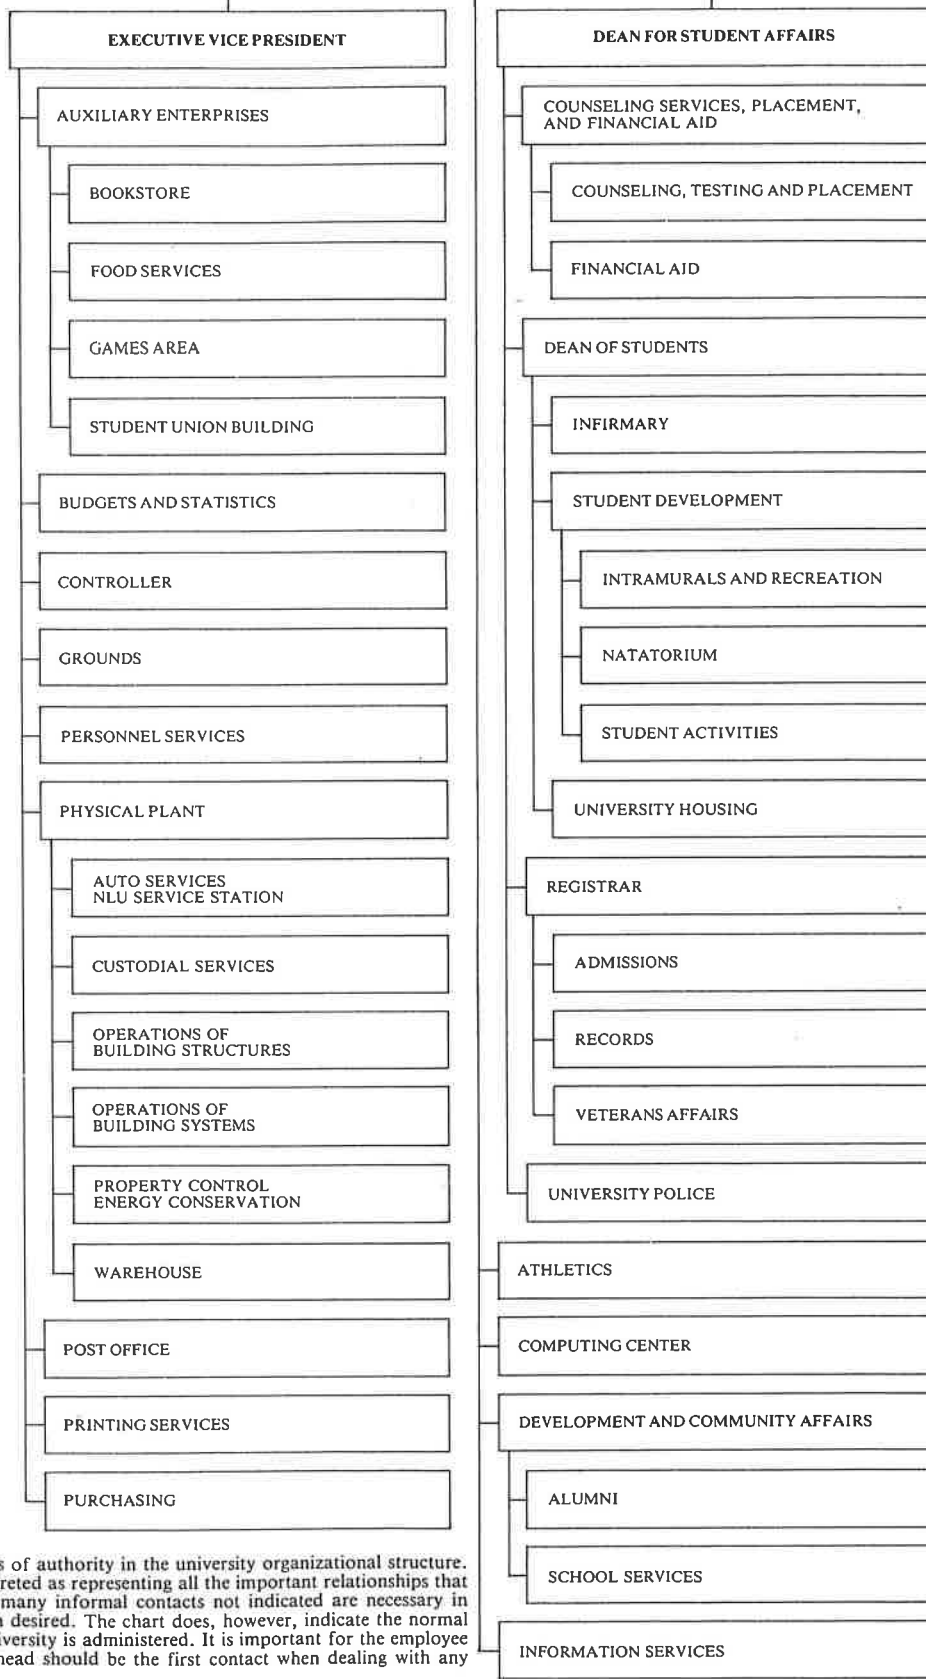 EXECUTIVE VICE PRESIDENT
AUXILIARY ENTERPRISES
BOOKSTORE
FOOD SERVICES
GAMES AREA
STUDENT UNION BUILDING
BUDGETS AND STATISTICS
CONTROLLER
GROUNDS
PERSONNEL SERVICES
PHYSICAL PLANT
AUTO SERVICES
NLU SERVICE STATION
CUSTODIAL SERVICES
OPERATIONS OF
BUILDING STRUCTURES
OPERATIONS OF
BUILDING SYSTEMS
PROPERTY CONTROL
ENERGY CONSERVATION
WAREHOUSE
POST OFFICE
PRINTING SERVICES
PURCHASING
of authority in the university organizational structure.
reted as representing all the important relationships that
many informal contacts not indicated are necessary in
desired. The chart does, however, indicate the normal
iversity is administered. It is important for the employee
head should be the first contact when dealing with any
DEAN FOR STUDENT AFFAIRS
COUNSELING SERVICES, PLACEMENT,
AND FINANCIAL AID
COUNSELING, TESTING AND PLACEMENT
FINANCIAL AID
DEAN OF STUDENTS
INFIRMARY
STUDENT DEVELOPMENT
INTRAMURALS AND RECREATION
NATATORIUM
STUDENT ACTIVITIES
UNIVERSITY HOUSING
REGISTRAR
ADMISSIONS
RECORDS
VETERANS AFFAIRS
UNIVERSITY POLICE
ATHLETICS
COMPUTING CENTER
DEVELOPMENT AND COMMUNITY AFFAIRS
ALUMNI
SCHOOL SERVICES
INFORMATION SERVICES